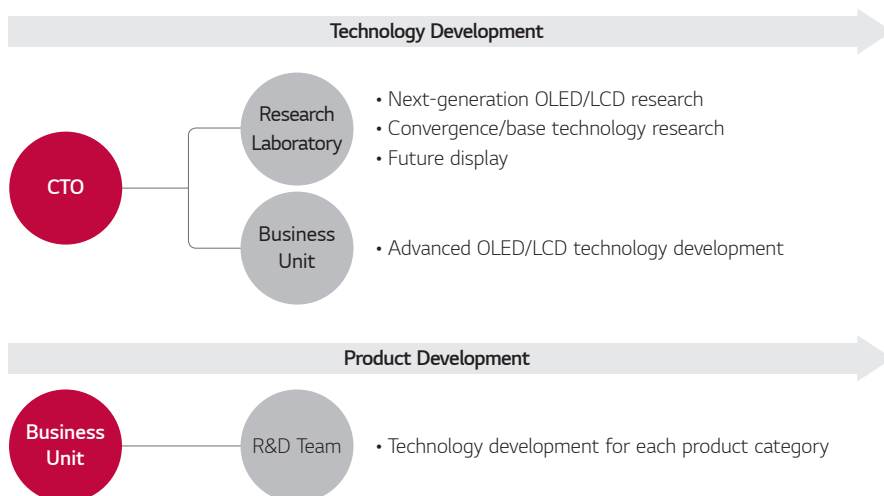 Technology Development
CTO
Research
Laboratory
• Next-generation OLED/LCD research
• Convergence/base technology research
• Future display
Business
Unit
• Advanced OLED/LCD technology development
Product Development
Business
Unit
R&D Team
• Technology development for each product category